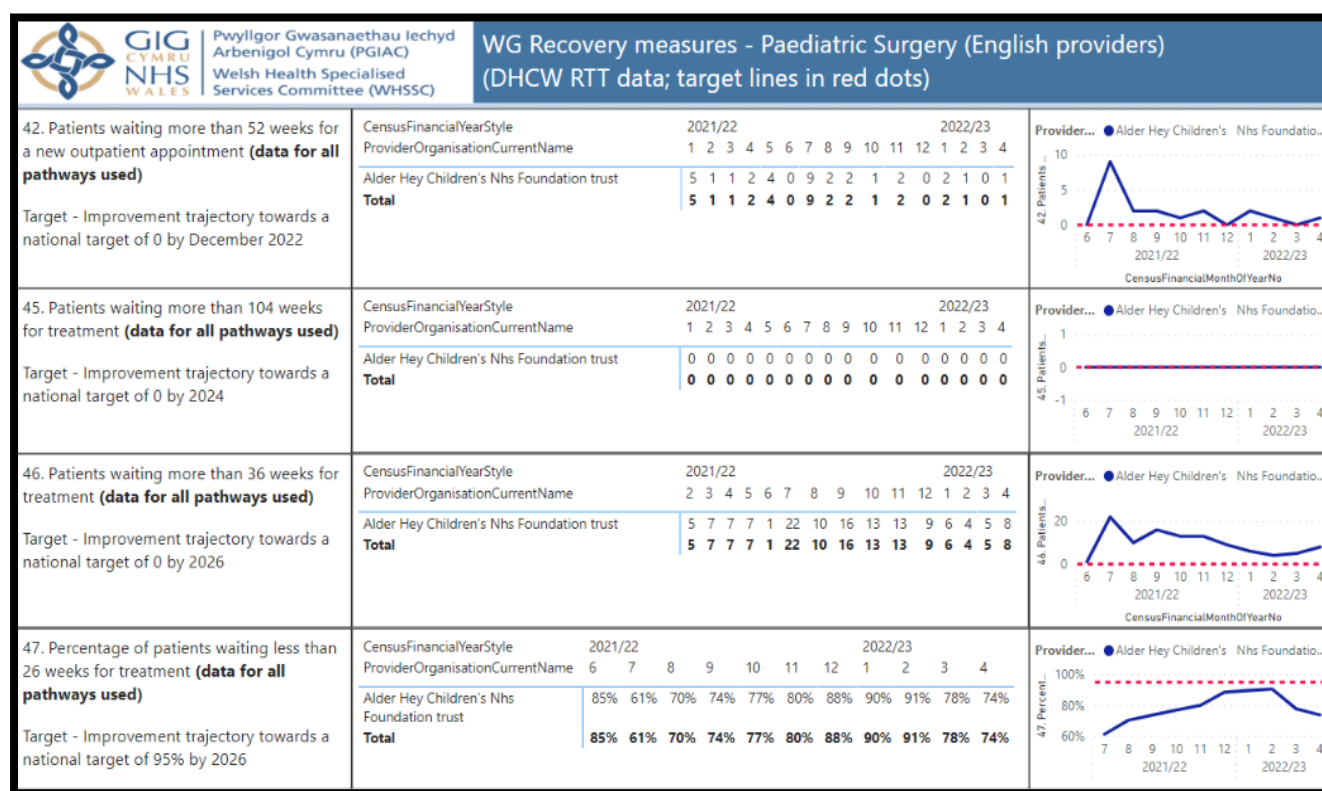 GIG
CYMRU
NHS
WALES
Pwyllgor Gwasanaethau Iechyd
Arbenigol Cymru (PGIAC)
Welsh Health Specialised
Services Committee (WHSSC)
WG Recovery measures - Paediatric Surgery (English providers)
(DHCW RTT data; target lines in red dots)
42. Patients waiting more than 52 weeks for
a new outpatient appointment (data for all
pathways used)
Target - Improvement trajectory towards a
national target of 0 by December 2022
CensusFinancialYearStyle 2021/22 2022/23
ProviderOrganisationCurrentName 1 2 3 4 5 6 7 8 9 10 11 12 1 2 3 4
Alder Hey Children's Nhs Foundation trust 5 1 1 2 4 0 9 2 2 1 2 0 2 1 0 1
Total 5 1 1 2 4 0 9 2 2 1 2 0 2 1 0 1
Provider... Alder Hey Children's Nhs Foundatio...
42. Patients ...
10
5
0
6 7 8 9 10 11 12 1 2 3 4
2021/22 2022/23
CensusFinancialMonthOfYearNo
45. Patients waiting more than 104 weeks
for treatment (data for all pathways used)
Target - Improvement trajectory towards a
national target of 0 by 2024
CensusFinancialYearStyle 2021/22 2022/23
ProviderOrganisationCurrentName 1 2 3 4 5 6 7 8 9 10 11 12 1 2 3 4
Alder Hey Children's Nhs Foundation trust 0 0 0 0 0 0 0 0 0 0 0 0 0 0 0 0
Total 0 0 0 0 0 0 0 0 0 0 0 0 0 0 0 0
Provider... Alder Hey Children's Nhs Foundatio...
45. Patients...
1
0
-1
6 7 8 9 10 11 12 1 2 3 4
2021/22 2022/23
46. Patients waiting more than 36 weeks for
treatment (data for all pathways used)
Target - Improvement trajectory towards a
national target of 0 by 2026
CensusFinancialYearStyle 2021/22 2022/23
ProviderOrganisationCurrentName 2 3 4 5 6 7 8 9 10 11 12 1 2 3 4
Alder Hey Children's Nhs Foundation trust 5 7 7 7 1 22 10 16 13 13 9 6 4 5 8
Total 5 7 7 7 1 22 10 16 13 13 9 6 4 5 8
Provider... Alder Hey Children's Nhs Foundatio...
46. Patients...
20
0
6 7 8 9 10 11 12 1 2 3 4
2021/22 2022/23
CensusFinancialMonthOfYearNo
47. Percentage of patients waiting less than
26 weeks for treatment (data for all
pathways used)
Target - Improvement trajectory towards a
national target of 95% by 2026
CensusFinancialYearStyle 2021/22 2022/23
ProviderOrganisationCurrentName 6 7 8 9 10 11 12 1 2 3 4
Alder Hey Children's Nhs
Foundation trust 85% 61% 70% 74% 77% 80% 88% 90% 91% 78% 74%
Total 85% 61% 70% 74% 77% 80% 88% 90% 91% 78% 74%
Provider... Alder Hey Children's Nhs Foundatio...
47. Percent...
100%
80%
60%
7 8 9 10 11 12 1 2 3 4
2021/22 2022/23